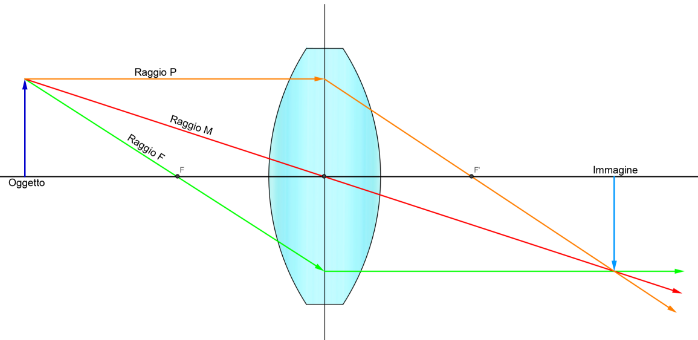 Raggio P
Raggio M
Raggio F
F
F'
Immagine
Oggetto